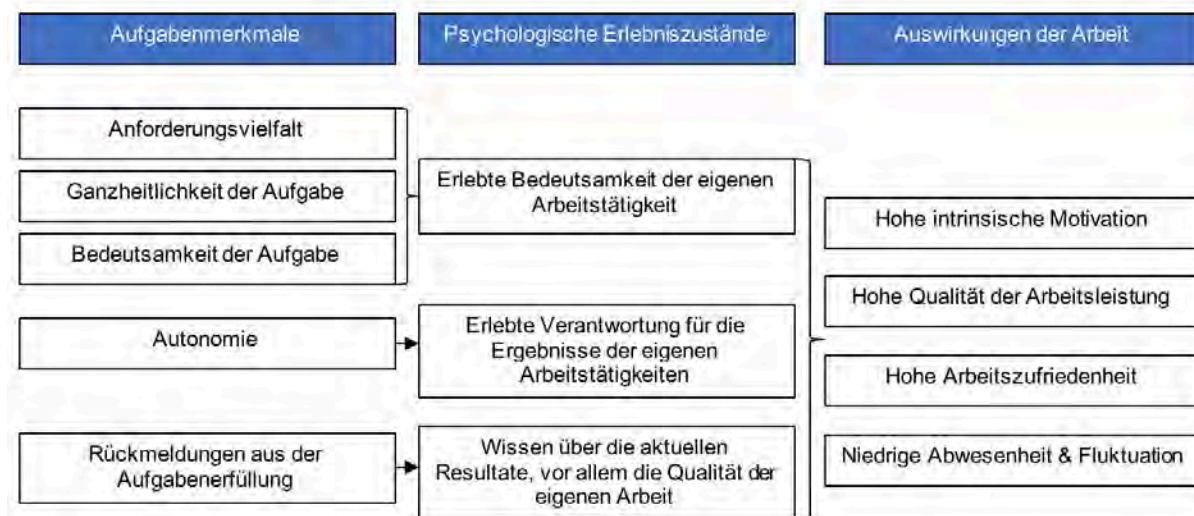 Aufgabenmerkmale
Psychologische Erlebniszustände
Auswirkungen der Arbeit
Anforderungsvielfalt
Ganzheitlichkeit der Aufgabe
Bedeutsamkeit der Aufgabe
Erlebte Bedeutsamkeit der eigenen
Arbeitstätigkeit
Autonomie
Erlebte Verantwortung für die
Ergebnisse der eigenen
Arbeitstätigkeiten
Rückmeldungen aus der
Aufgabenerfüllung
Wissen über die aktuellen
Resultate, vor allem die Qualität der
eigenen Arbeit
Hohe intrinsische Motivation
Hohe Qualität der Arbeitsleistung
Hohe Arbeitszufriedenheit
Niedrige Abwesenheit & Fluktuation